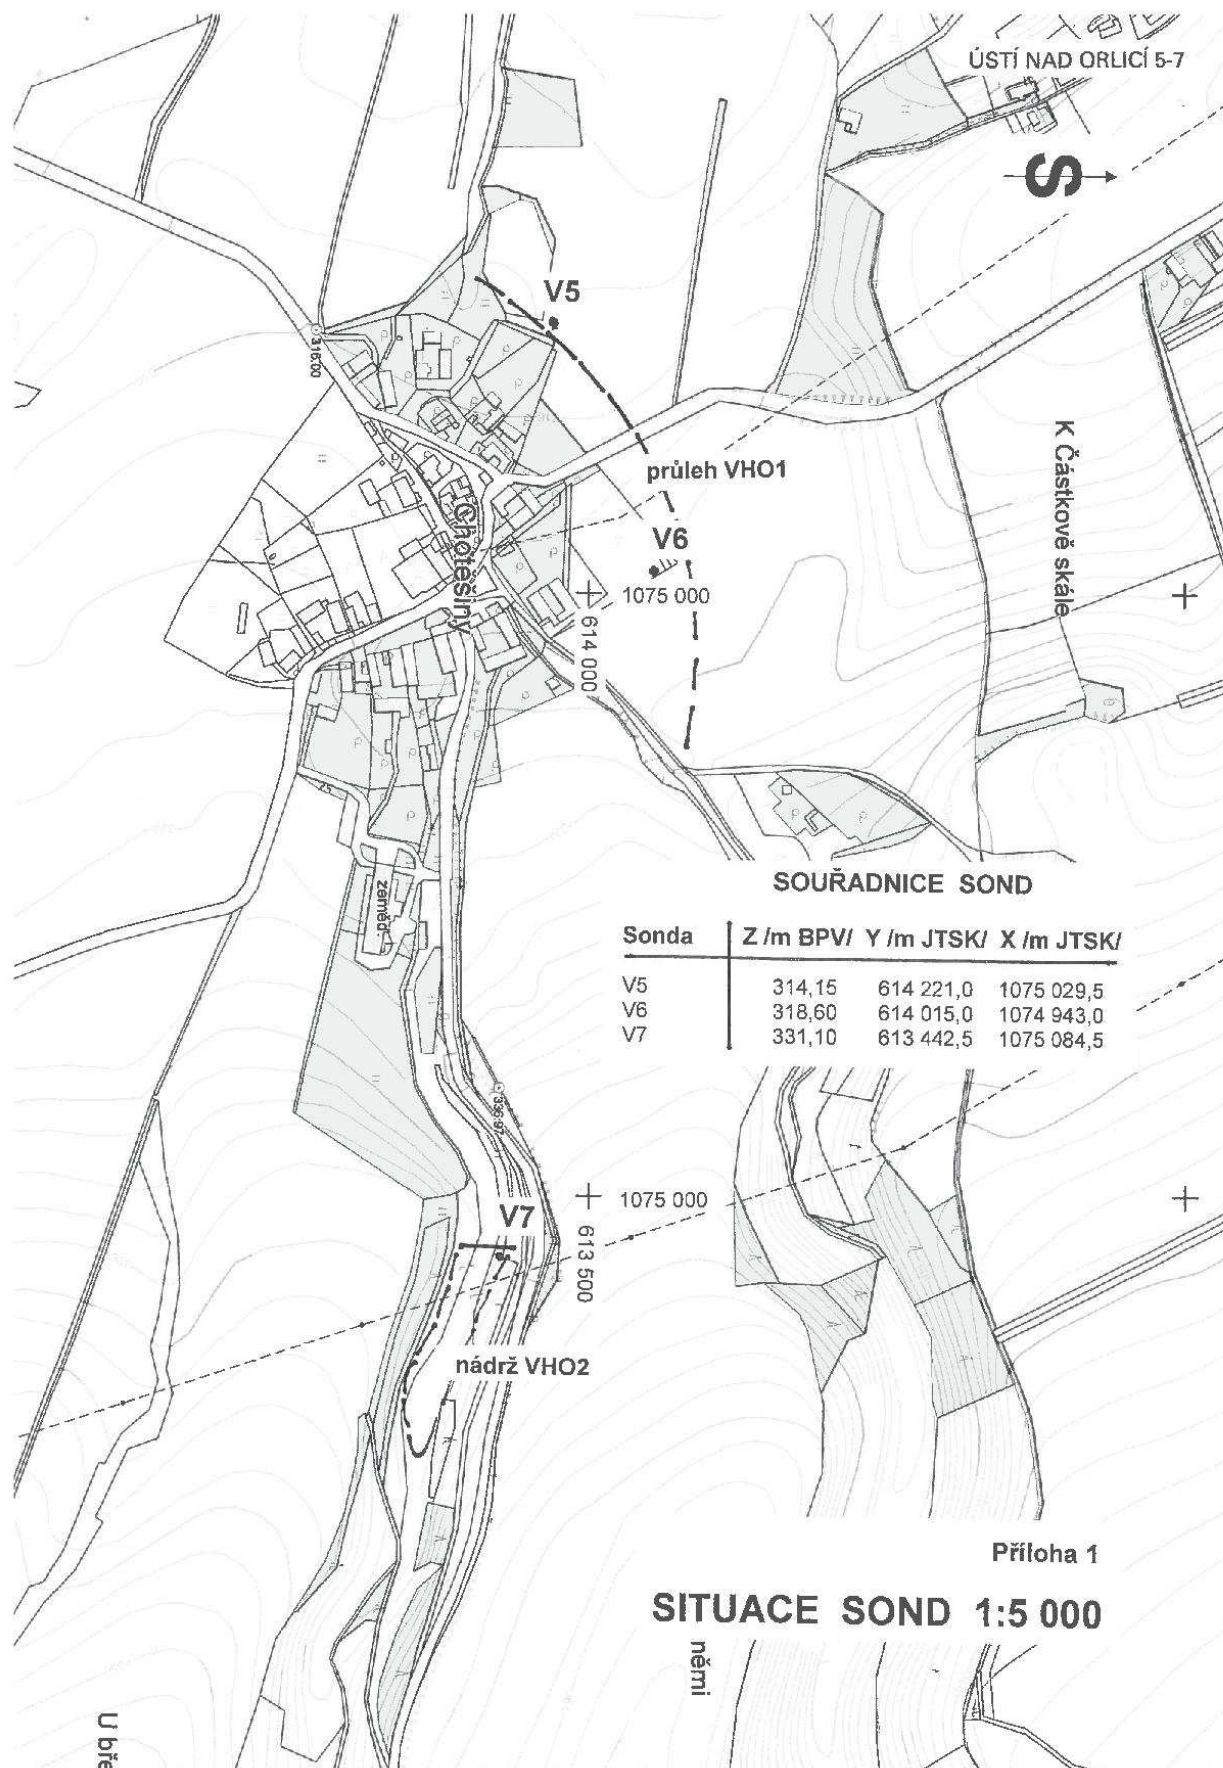 ÚSTÍ NAD ORLICÍ 5-7
S
V5
316.00
průleh VHO1
K Částkově skále
Chotěšiny
V6
1075 000
614 000
zeměd.
SOUŘADNICE SOND
Sonda Z /m BPV/ Y /m JTSK/ X /m JTSK/
V5 314,15 614 221,0 1075 029,5
V6 318,60 614 015,0 1074 943,0
V7 331,10 613 442,5 1075 084,5
336.97
V7
1075 000
613 500
nádrž VHO2
Příloha 1
SITUACE SOND 1:5 000
němi
U bře